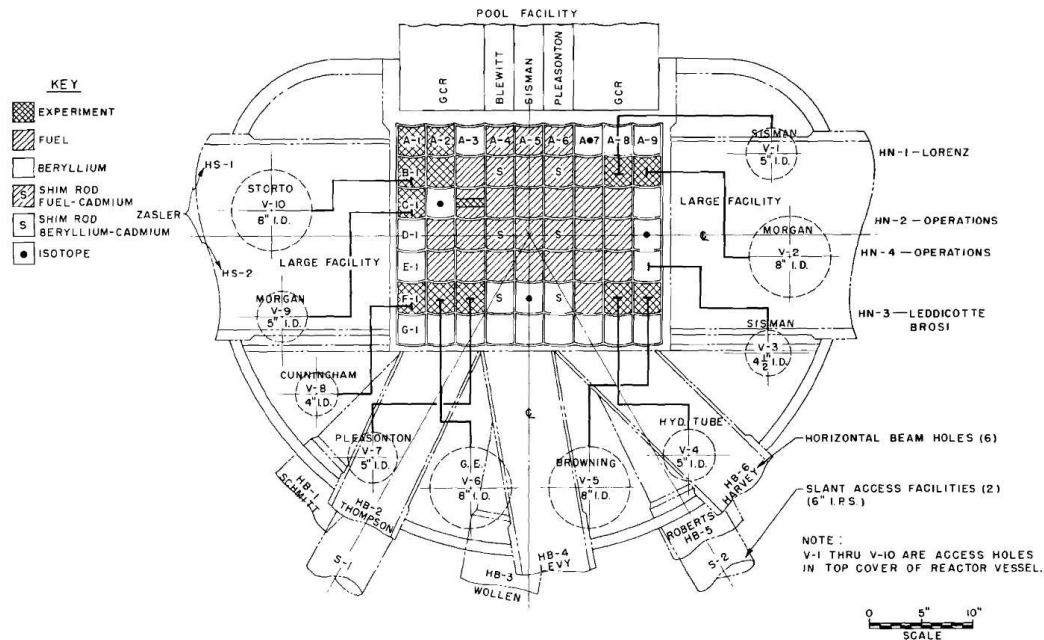 POOL FACILITY
GCR
BLEWITT
SISMAN
PLEASONTON
GCR
KEY
EXPERIMENT
FUEL
BERYLLIUM
S SHIM ROD
FUEL-CADMIUM
S SHIM ROD
BERYLLIUM-CADMIUM
ISOTOPE
A-1 A-2 A-3 A-4 A-5 A-6 A-7 A-8 A-9
B-1 S S
C-1
D-1 S S
E-1
F-1 S S
G-1
HS-1
ZASLER
HS-2
STORTO
V-10
8" I.D.
LARGE FACILITY
MORGAN
V-9
5" I.D.
CUNNINGHAM
V-8
4" I.D.
PLEASONTON
V-7
5" I.D.
G.E.
V-6
8" I.D.
BROWNING
V-5
8" I.D.
HYD. TUBE
V-4
5" I.D.
SISMAN
V-3
4 1/2" I.D.
LARGE FACILITY
MORGAN
V-2
8" I.D.
SISMAN
V-1
5" I.D.
HN-1—LORENZ
HN-2—OPERATIONS
HN-4—OPERATIONS
HN-3—LEDDICOTTE
BROSI
℄
℄
HB-1
SCHMITT
HB-2
THOMPSON
S-1
HB-3
WOLLEN
HB-4
LEVY
ROBERTS
HB-5
S-2
HB-6
HARVEY
HORIZONTAL BEAM HOLES (6)
SLANT ACCESS FACILITIES (2)
(6" I.P.S.)
NOTE:
V-1 THRU V-10 ARE ACCESS HOLES
IN TOP COVER OF REACTOR VESSEL.
0 5" 10"
SCALE